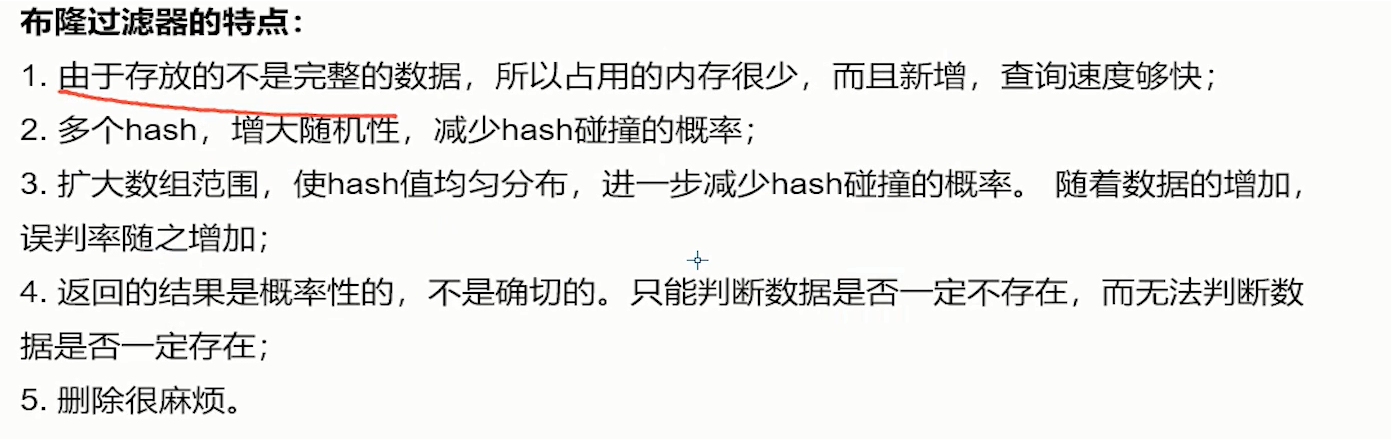 布隆过滤器的特点：
1. 由于存放的不是完整的数据，所以占用的内存很少，而且新增，查询速度够快；
2. 多个hash，增大随机性，减少hash碰撞的概率；
3. 扩大数组范围，使hash值均匀分布，进一步减少hash碰撞的概率。 随着数据的增加，
误判率随之增加；
4. 返回的结果是概率性的，不是确切的。只能判断数据是否一定不存在，而无法判断数
据是否一定存在；
5. 删除很麻烦。